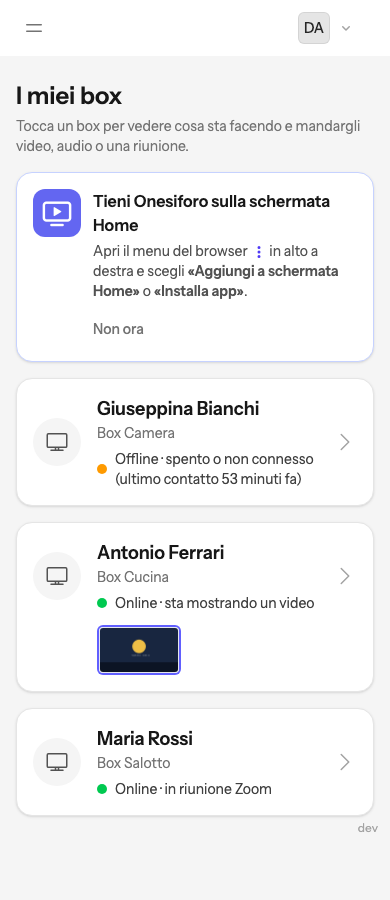 DA
I miei box
Tocca un box per vedere cosa sta facendo e mandargli
video, audio o una riunione.
Tieni Onesiforo sulla schermata
Home
Apri il menu del browser ⋮ in alto a
destra e scegli «Aggiungi a schermata
Home» o «Installa app».
Non ora
Giuseppina Bianchi
Box Camera
Offline · spento o non connesso
(ultimo contatto 53 minuti fa)
Antonio Ferrari
Box Cucina
Online · sta mostrando un video
Maria Rossi
Box Salotto
Online · in riunione Zoom
dev